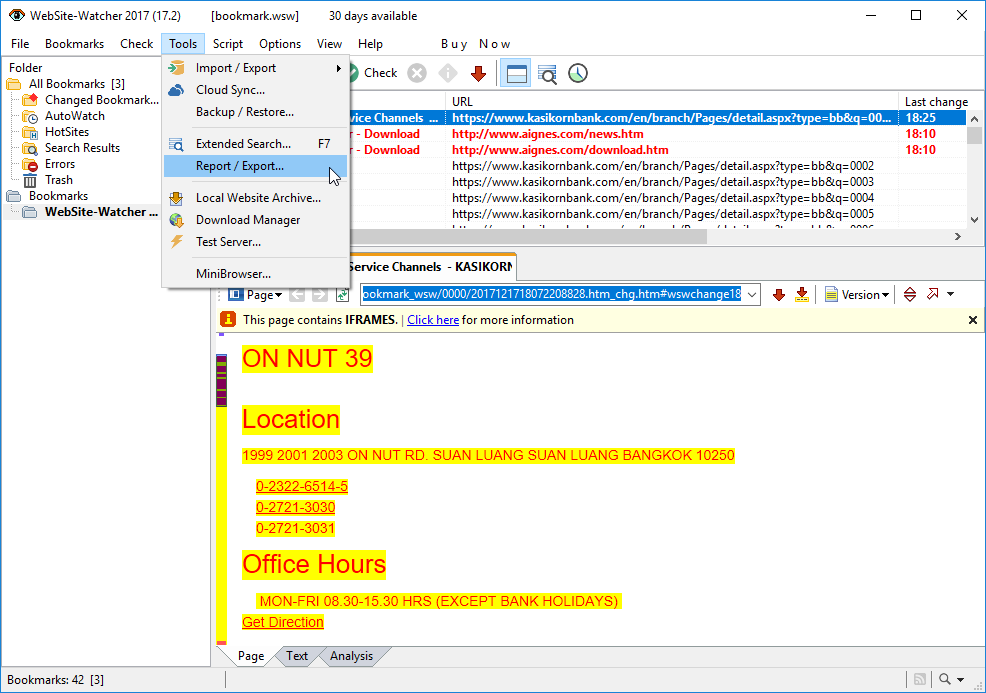 WebSite-Watcher 2017 (17.2) [bookmark.wsw] 30 days available
File Bookmarks Check Tools Script Options View Help Buy Now
Folder
All Bookmarks [3]
Changed Bookmark...
AutoWatch
HotSites
Search Results
Errors
Trash
Bookmarks
WebSite-Watcher ...
Import / Export
Cloud Sync...
Backup / Restore...
Extended Search... F7
Report / Export...
Local Website Archive...
Download Manager
Test Server...
MiniBrowser...
Check
URL Last change
vice Channels ... https://www.kasikornbank.com/en/branch/Pages/detail.aspx?type=bb&q=00... 18:25
r - Download http://www.aignes.com/news.htm 18:10
r - Download http://www.aignes.com/download.htm 18:10
https://www.kasikornbank.com/en/branch/Pages/detail.aspx?type=bb&q=0002
https://www.kasikornbank.com/en/branch/Pages/detail.aspx?type=bb&q=0003
https://www.kasikornbank.com/en/branch/Pages/detail.aspx?type=bb&q=0004
https://www.kasikornbank.com/en/branch/Pages/detail.aspx?type=bb&q=0005
Service Channels - KASIKORN
Page ookmark_wsw/0000/2017121718072208828.htm_chg.htm#wswchange18 Version
This page contains IFRAMES. | Click here for more information
ON NUT 39
Location
1999 2001 2003 ON NUT RD. SUAN LUANG SUAN LUANG BANGKOK 10250
0-2322-6514-5
0-2721-3030
0-2721-3031
Office Hours
MON-FRI 08.30-15.30 HRS (EXCEPT BANK HOLIDAYS)
Get Direction
Page Text Analysis
Bookmarks: 42 [3]